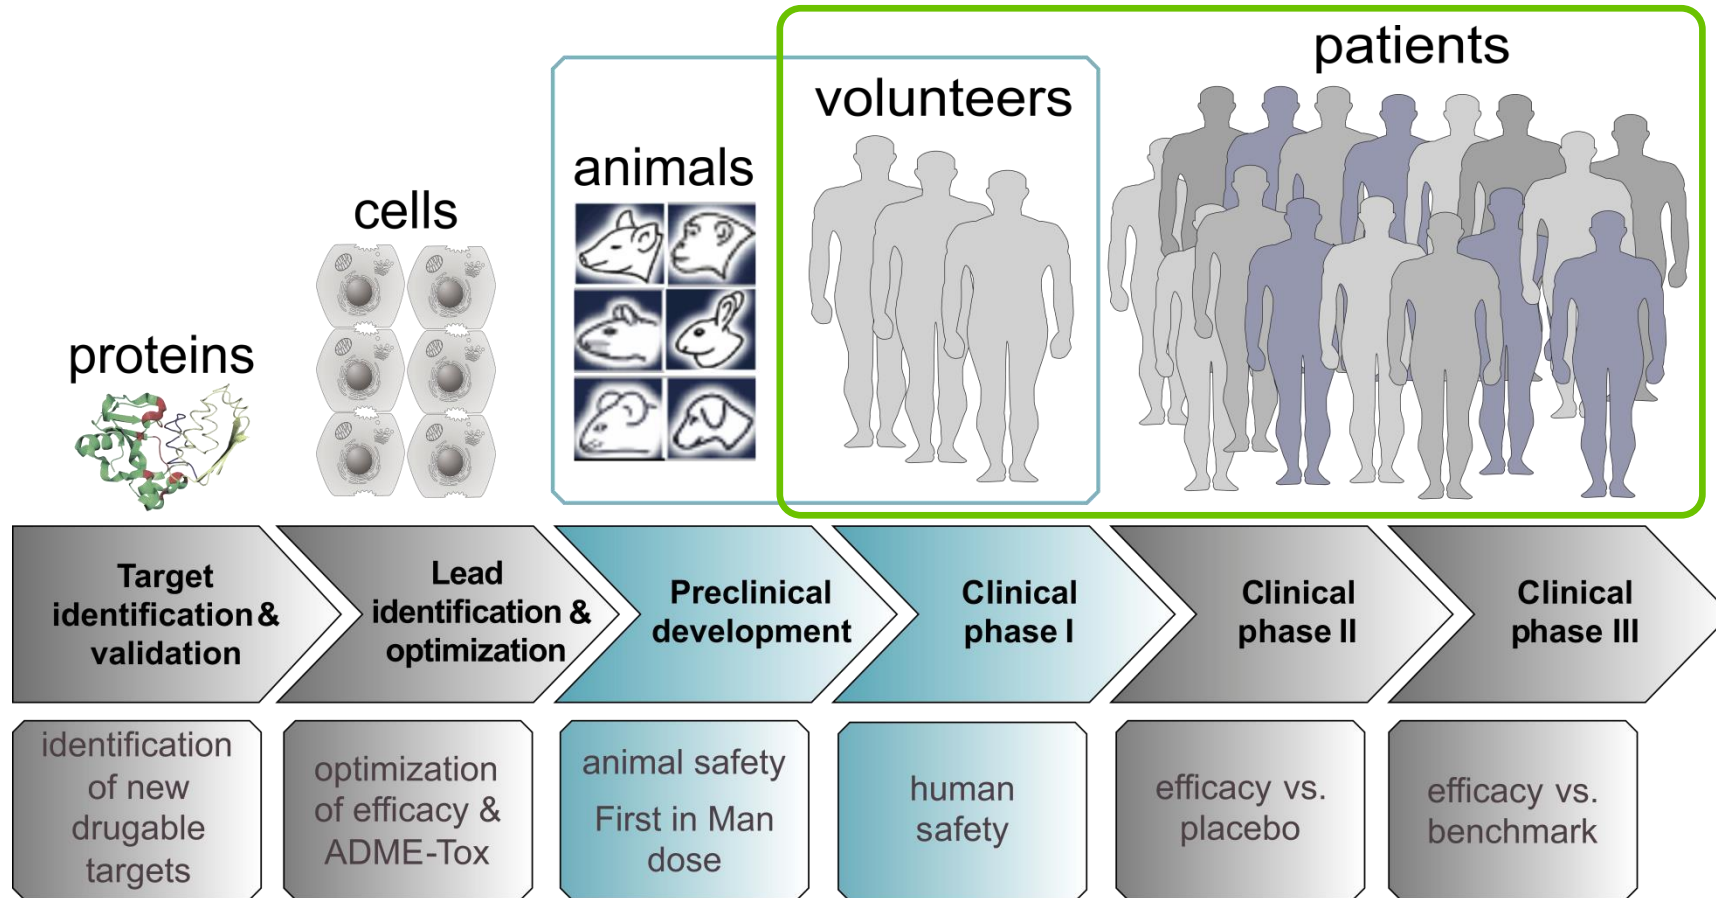 proteins
cells
animals
volunteers
patients
Target
identification &
validation
Lead
identification &
optimization
Preclinical
development
Clinical
phase I
Clinical
phase II
Clinical
phase III
identification
of new
drugable
targets
optimization
of efficacy &
ADME-Tox
animal safety
First in Man
dose
human
safety
efficacy vs.
placebo
efficacy vs.
benchmark